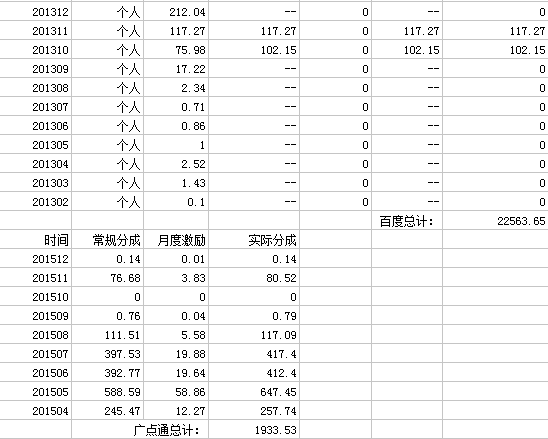 201312 个人 212.04 -- 0 -- 0
201311 个人 117.27 117.27 0 117.27 117.27
201310 个人 75.98 102.15 0 102.15 102.15
201309 个人 17.22 -- 0 -- 0
201308 个人 2.34 -- 0 -- 0
201307 个人 0.71 -- 0 -- 0
201306 个人 0.86 -- 0 -- 0
201305 个人 1 -- 0 -- 0
201304 个人 2.52 -- 0 -- 0
201303 个人 1.43 -- 0 -- 0
201302 个人 0.1 -- 0 -- 0
百度总计: 22563.65
时间 常规分成 月度激励 实际分成
201512 0.14 0.01 0.14
201511 76.68 3.83 80.52
201510 0 0 0
201509 0.76 0.04 0.79
201508 111.51 5.58 117.09
201507 397.53 19.88 417.4
201506 392.77 19.64 412.4
201505 588.59 58.86 647.45
201504 245.47 12.27 257.74
广点通总计: 1933.53